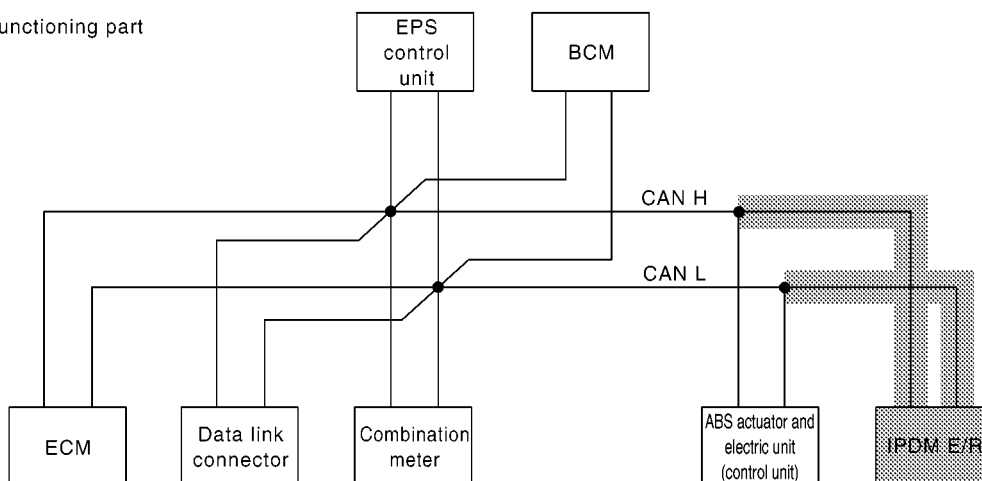 unctioning part
EPS
control
unit
BCM
CAN H
CAN L
ECM
Data link
connector
Combination
meter
ABS actuator and
electric unit
(control unit)
IPDM E/R